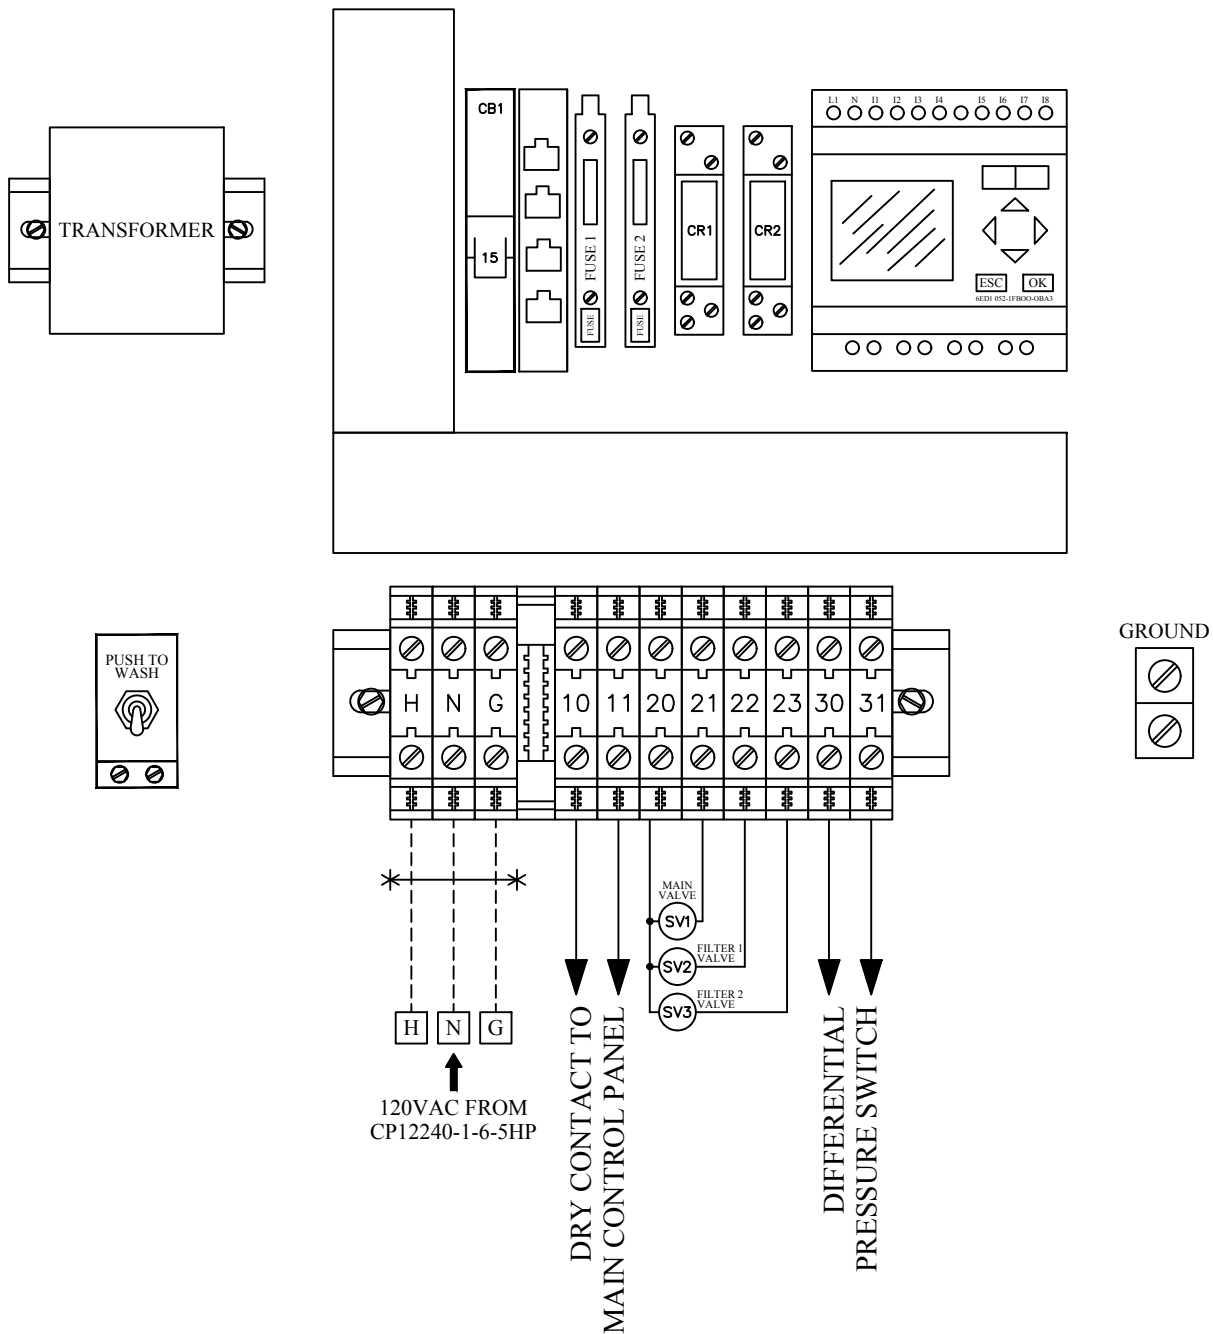 L1 N I1 I2 I3 I4 I5 I6 I7 I8
CB1
15
FUSE 1
FUSE
FUSE 2
FUSE
CR1
CR2
ESC OK
6ED1 052-1FBOO-OBA3
TRANSFORMER
PUSH TO
WASH
H N G 10 11 20 21 22 23 30 31
GROUND
MAIN
VALVE
SV1
FILTER 1
VALVE
SV2
FILTER 2
VALVE
SV3
H N G
120VAC FROM
CP12240-1-6-5HP
DRY CONTACT TO
MAIN CONTROL PANEL
DIFFERENTIAL
PRESSURE SWITCH